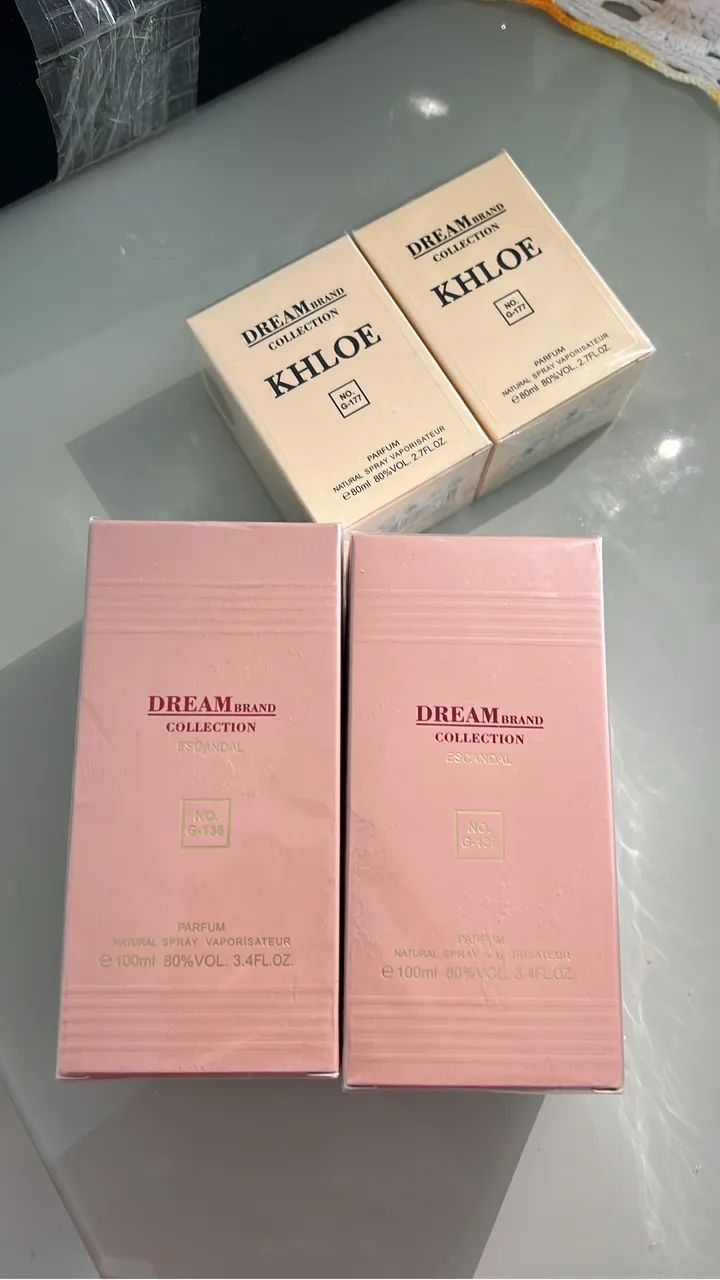 DREAM BRAND
COLLECTION
KHLOE
NO.
G-177
PARFUM
NATURAL SPRAY VAPORISATEUR
℮80ml 80%VOL. 2.7FL.OZ.
DREAM BRAND
COLLECTION
KHLOE
NO.
G-177
PARFUM
NATURAL SPRAY VAPORISATEUR
℮80ml 80%VOL. 2.7FL.OZ.
DREAM BRAND
COLLECTION
ESCANDAL
NO.
G-136
PARFUM
NATURAL SPRAY VAPORISATEUR
℮100ml 80%VOL. 3.4FL.OZ.
DREAM BRAND
COLLECTION
ESCANDAL
NO.
PARFUM
NATURAL SPRAY VAPORISATEUR
℮100ml 80%VOL. 3.4FL.OZ.